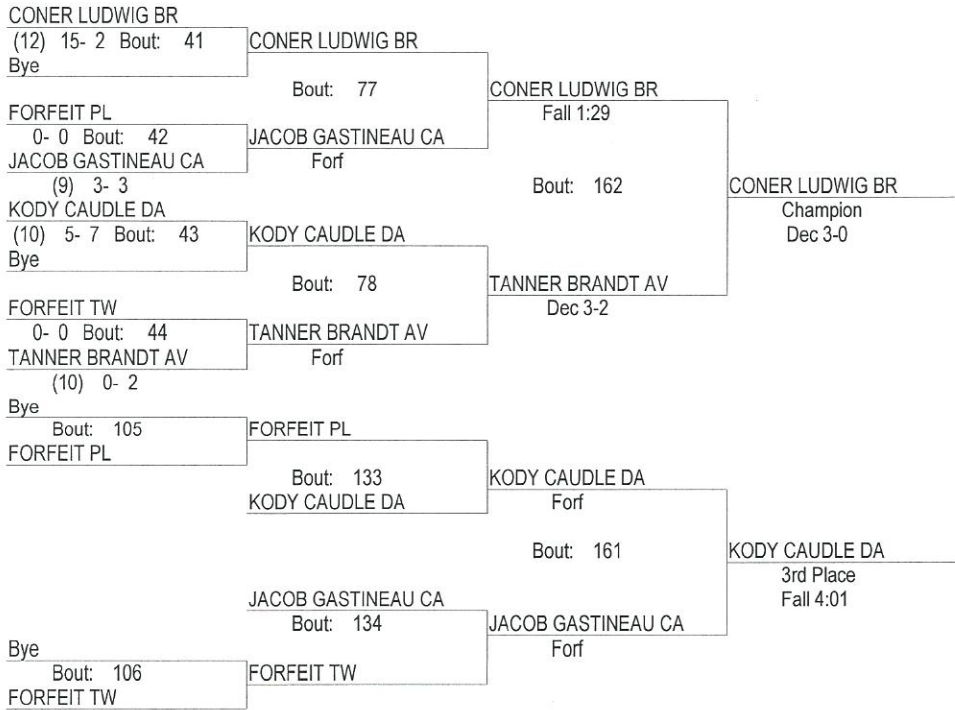 CONER LUDWIG BR
(12) 15- 2 Bout: 41
Bye
CONER LUDWIG BR
Bout: 77
FORFEIT PL
0- 0 Bout: 42
JACOB GASTINEAU CA
(9) 3- 3
JACOB GASTINEAU CA
Forf
CONER LUDWIG BR
Fall 1:29
Bout: 162
KODY CAUDLE DA
(10) 5- 7 Bout: 43
Bye
KODY CAUDLE DA
Bout: 78
FORFEIT TW
0- 0 Bout: 44
TANNER BRANDT AV
(10) 0- 2
TANNER BRANDT AV
Forf
TANNER BRANDT AV
Dec 3-2
CONER LUDWIG BR
Champion
Dec 3-0
Bye
Bout: 105
FORFEIT PL
FORFEIT PL
Bout: 133
KODY CAUDLE DA
KODY CAUDLE DA
Forf
Bout: 161
JACOB GASTINEAU CA
Bout: 134
Bye
Bout: 106
FORFEIT TW
FORFEIT TW
JACOB GASTINEAU CA
Forf
KODY CAUDLE DA
3rd Place
Fall 4:01